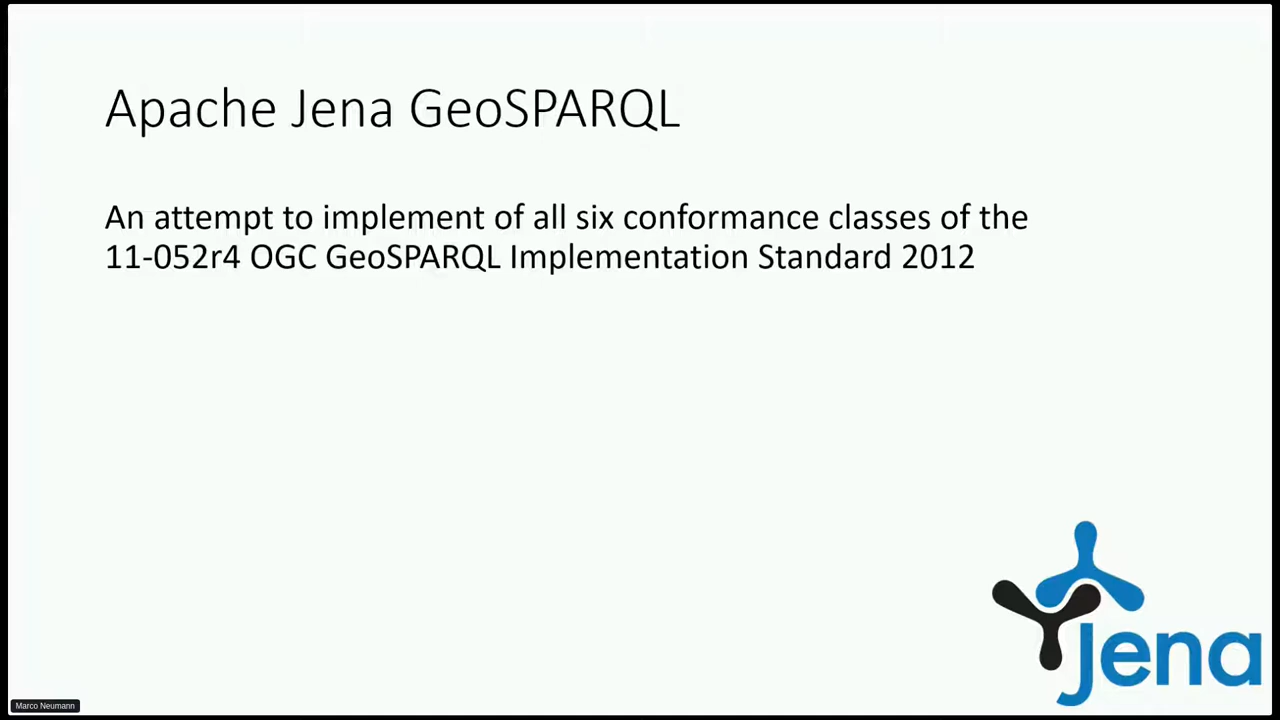 Apache Jena GeoSPARQL
An attempt to implement of all six conformance classes of the
11-052r4 OGC GeoSPARQL Implementation Standard 2012
Jena
Marco Neumann